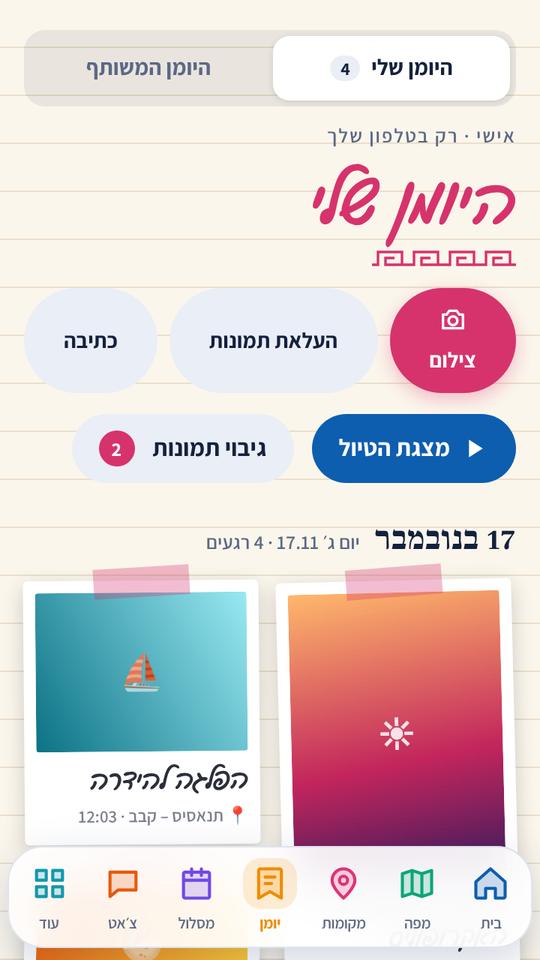 היומן שלי 4
היומן המשותף
אישי · רק בטלפון שלך
היומן שלי
צילום
העלאת תמונות
כתיבה
מצגת הטיול
גיבוי תמונות 2
17 בנובמבר
יום ג׳ 17.11 · 4 רגעים
הפלגה להידרה
תנאסיס – קבב · 12:03
בית
מפה
מקומות
יומן
מסלול
צ׳אט
עוד